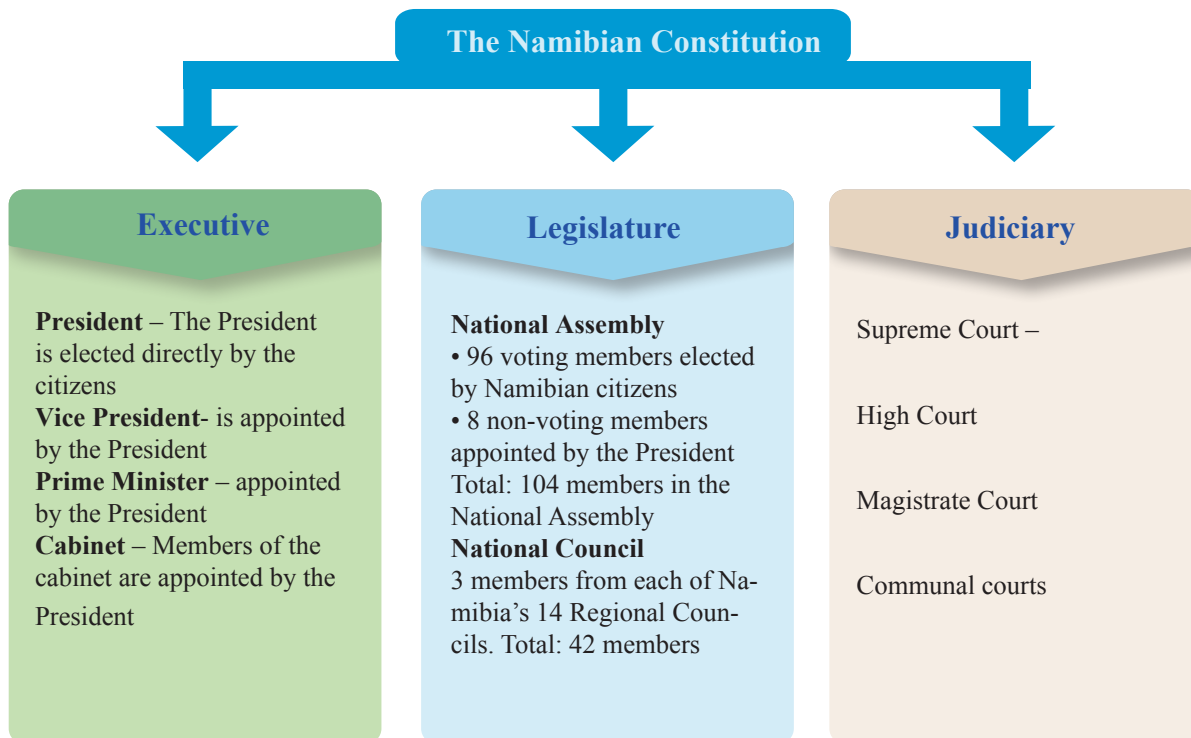 The Namibian Constitution
Executive
President – The President
is elected directly by the
citizens
Vice President- is appointed
by the President
Prime Minister – appointed
by the President
Cabinet – Members of the
cabinet are appointed by the
President
Legislature
National Assembly
• 96 voting members elected
by Namibian citizens
• 8 non-voting members
appointed by the President
Total: 104 members in the
National Assembly
National Council
3 members from each of Na-
mibia’s 14 Regional Coun-
cils. Total: 42 members
Judiciary
Supreme Court –
High Court
Magistrate Court
Communal courts